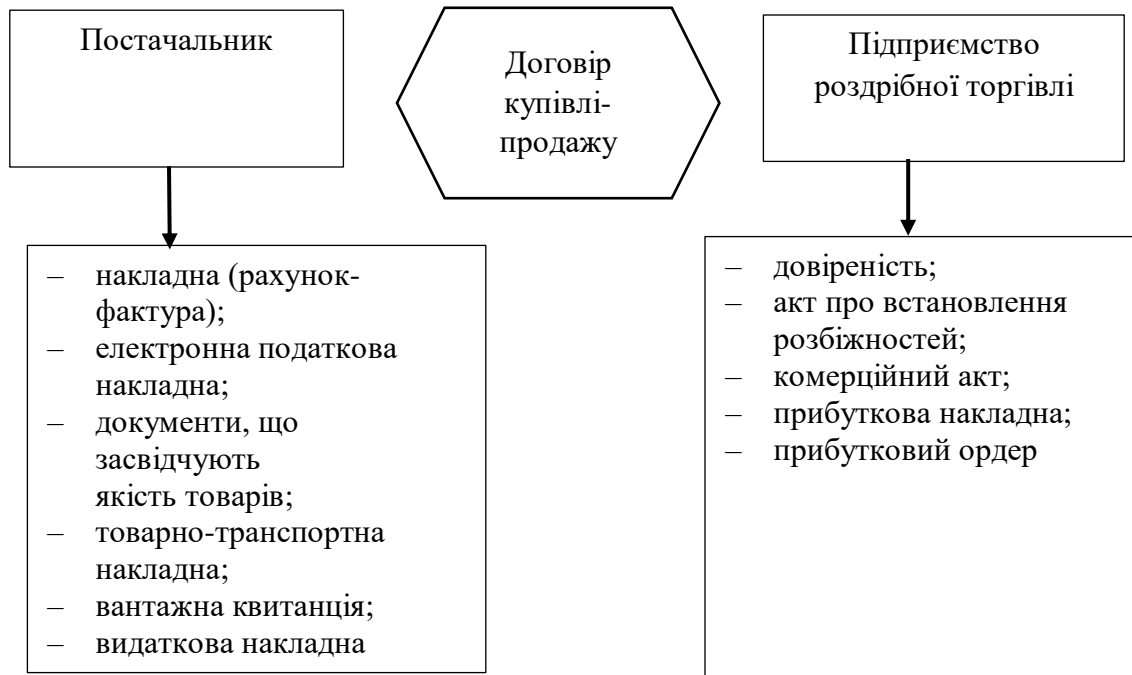 Постачальник
Договір
купівлі-
продажу
Підприємство
роздрібної торгівлі
– накладна (рахунок-
фактура);
– електронна податкова
накладна;
– документи, що
засвідчують
якість товарів;
– товарно-транспортна
накладна;
– вантажна квитанція;
– видаткова накладна
– довіреність;
– акт про встановлення
розбіжностей;
– комерційний акт;
– прибуткова накладна;
– прибутковий ордер